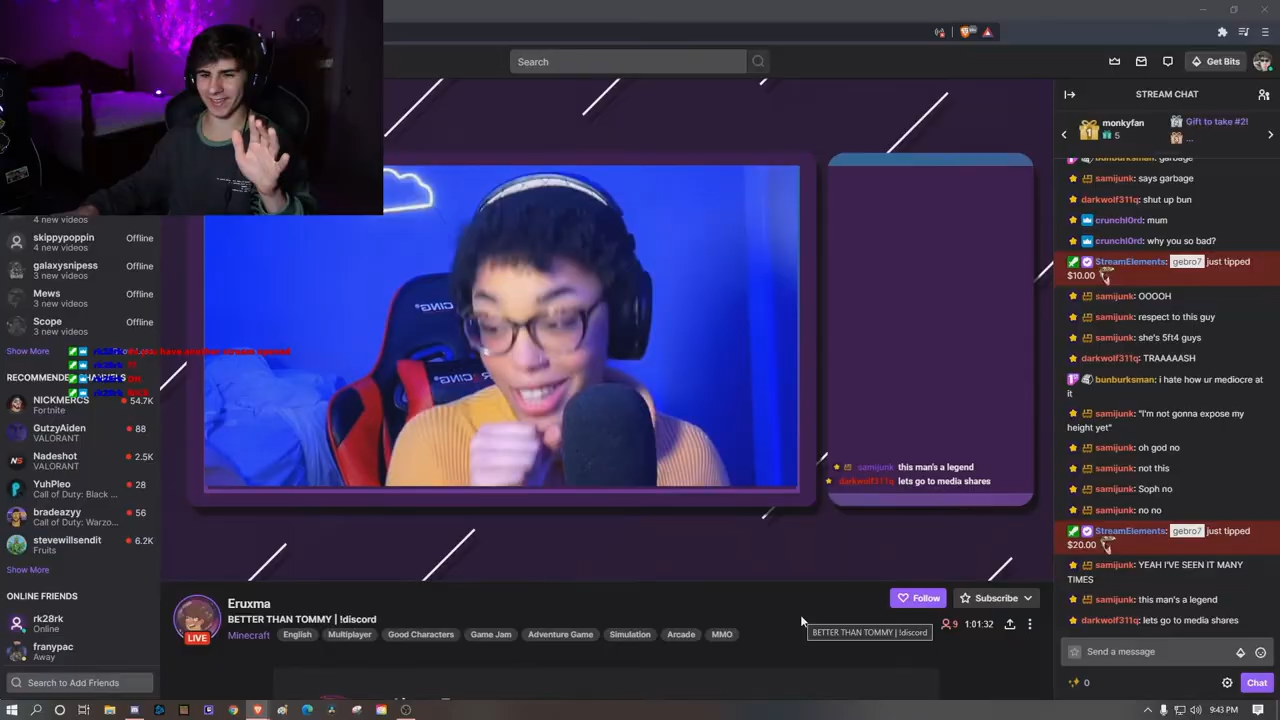 Search
Get Bits
STREAM CHAT
monkyfan
5
Gift to take #2!
...
4 new videos
skippypoppin Offline
4 new videos
galaxysnipess Offline
3 new videos
Mews Offline
3 new videos
Scope Offline
3 new videos
Show More
RECOMMENDED CHANNELS
NICKMERCS 54.7K
Fortnite
GutzyAiden 88
VALORANT
Nadeshot 2.5K
VALORANT
YuhPleo 28
Call of Duty: Black ...
bradeazyy 56
Call of Duty: Warzo...
stevewillsendit 6.2K
Fruits
Show More
ONLINE FRIENDS
rk28rk
Online
franypac
Away
Search to Add Friends
CING
samijunk this man's a legend
darkwolf311q lets go to media shares
Eruxma
BETTER THAN TOMMY | !discord
LIVE
Minecraft English Multiplayer Good Characters Game Jam Adventure Game Simulation Arcade MMO
Follow
Subscribe
BETTER THAN TOMMY | !discord
9 1:01:32
bunburksman: garbage
samijunk: says garbage
darkwolf311q: shut up bun
crunchl0rd: mum
crunchl0rd: why you so bad?
StreamElements: gebro7 just tipped
$10.00
samijunk: OOOOH
samijunk: respect to this guy
samijunk: she's 5ft4 guys
darkwolf311q: TRAAAAASH
bunburksman: i hate how ur mediocre at
it
samijunk: "I'm not gonna expose my
height yet"
samijunk: oh god no
samijunk: not this
samijunk: Soph no
samijunk: no no
StreamElements: gebro7 just tipped
$20.00
samijunk: YEAH I'VE SEEN IT MANY
TIMES
samijunk: this man's a legend
darkwolf311q: lets go to media shares
Send a message
0
Chat
9:43 PM